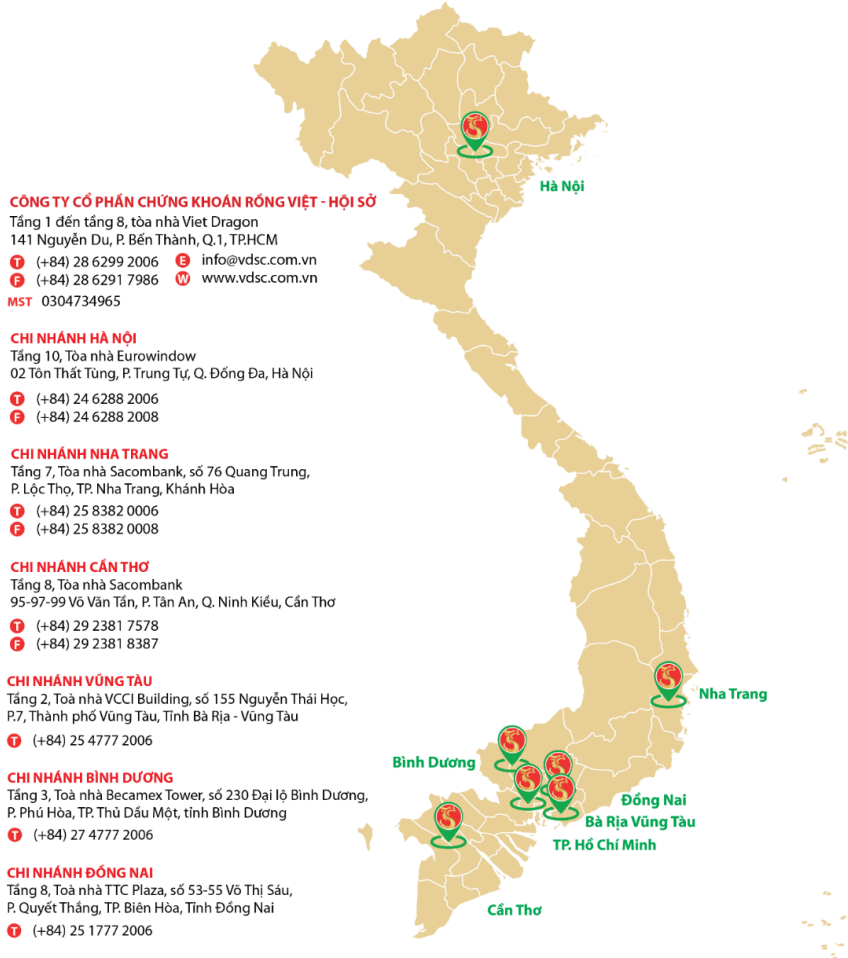 CÔNG TY CỔ PHẦN CHỨNG KHOÁN RỒNG VIỆT - HỘI SỞ
Tầng 1 đến tầng 8, tòa nhà Viet Dragon
141 Nguyễn Du, P. Bến Thành, Q.1, TP.HCM
T (+84) 28 6299 2006 E info@vdsc.com.vn
F (+84) 28 6291 7986 W www.vdsc.com.vn
MST 0304734965
CHI NHÁNH HÀ NỘI
Tầng 10, Tòa nhà Eurowindow
02 Tôn Thất Tùng, P. Trung Tự, Q. Đống Đa, Hà Nội
T (+84) 24 6288 2006
F (+84) 24 6288 2008
CHI NHÁNH NHA TRANG
Tầng 7, Tòa nhà Sacombank, số 76 Quang Trung,
P. Lộc Thọ, TP. Nha Trang, Khánh Hòa
T (+84) 25 8382 0006
F (+84) 25 8382 0008
CHI NHÁNH CẦN THƠ
Tầng 8, Tòa nhà Sacombank
95-97-99 Võ Văn Tần, P. Tân An, Q. Ninh Kiều, Cần Thơ
T (+84) 29 2381 7578
F (+84) 29 2381 8387
CHI NHÁNH VŨNG TÀU
Tầng 2, Toà nhà VCCI Building, số 155 Nguyễn Thái Học,
P.7, Thành phố Vũng Tàu, Tỉnh Bà Rịa - Vũng Tàu
T (+84) 25 4777 2006
CHI NHÁNH BÌNH DƯƠNG
Tầng 3, Toà nhà Becamex Tower, số 230 Đại lộ Bình Dương,
P. Phú Hòa, TP. Thủ Dầu Một, tỉnh Bình Dương
T (+84) 27 4777 2006
CHI NHÁNH ĐỒNG NAI
Tầng 8, Toà nhà TTC Plaza, số 53-55 Võ Thị Sáu,
P. Quyết Thắng, TP. Biên Hòa, Tỉnh Đồng Nai
T (+84) 25 1777 2006
Hà Nội
Nha Trang
Bình Dương
Đồng Nai
Bà Rịa Vũng Tàu
TP. Hồ Chí Minh
Cần Thơ